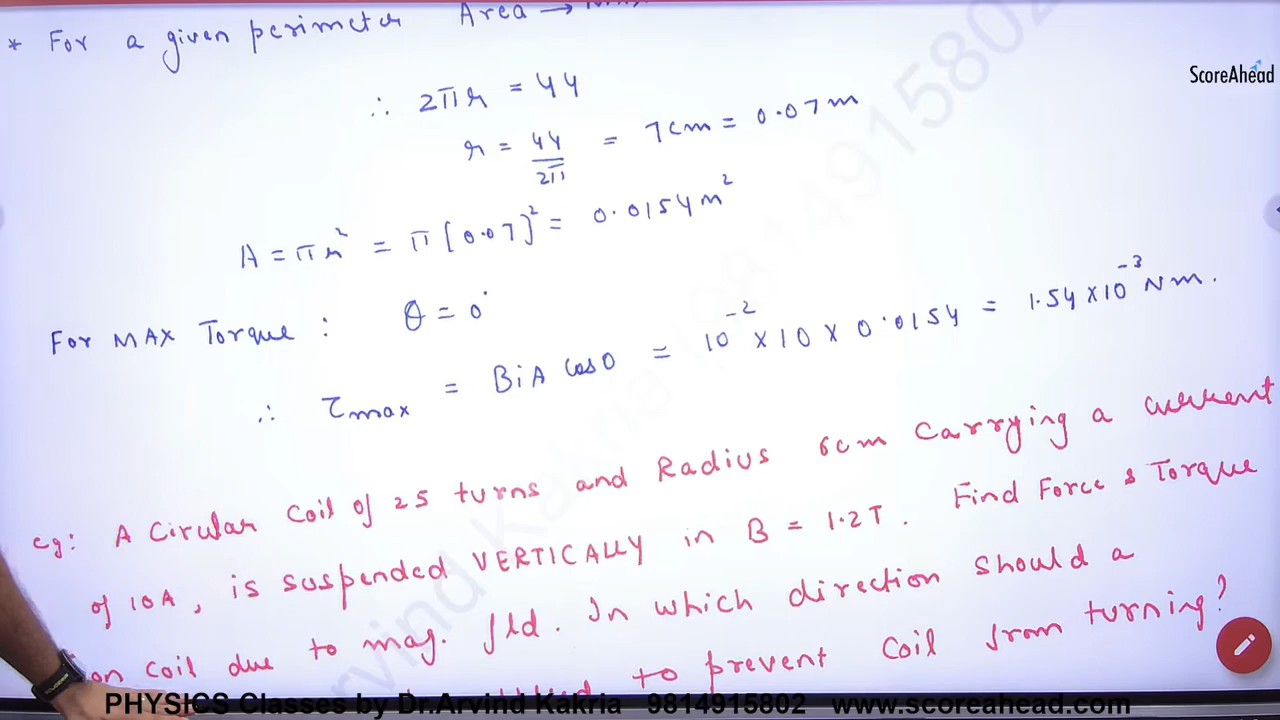 * For a given perimeter Area →
ScoreAhead
∴ 2πr = 44
r = 44/2π = 7cm = 0.07m
A = πr² = π[0.07]² = 0.0154m²
For MAX Torque : θ = 0°
∴ τmax = BiA cos0 = 10⁻² × 10 × 0.0154 = 1.54×10⁻³ Nm.
eg: A Cirular Coil of 25 turns and Radius 6cm Carrying a current
of 10A, is suspended VERTICALLY in B = 1.2T. Find Force & Torque
on coil due to mag. fld. In which direction should a
to prevent Coil from turning?
PHYSICS Classes by Dr.Arvind Kakria 9814915802 www.scoreahead.com